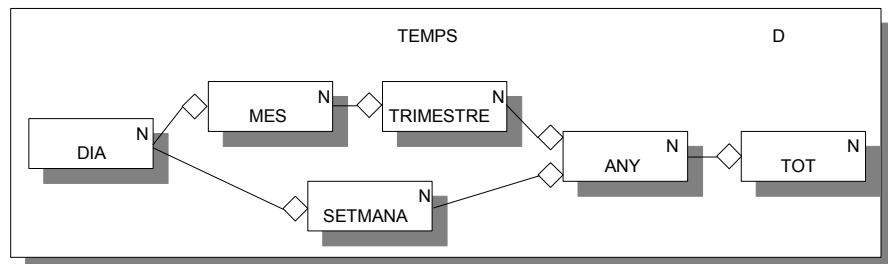 TEMPS D
N
MES
N
TRIMESTRE
N
DIA
N
ANY
N
TOT
N
SETMANA